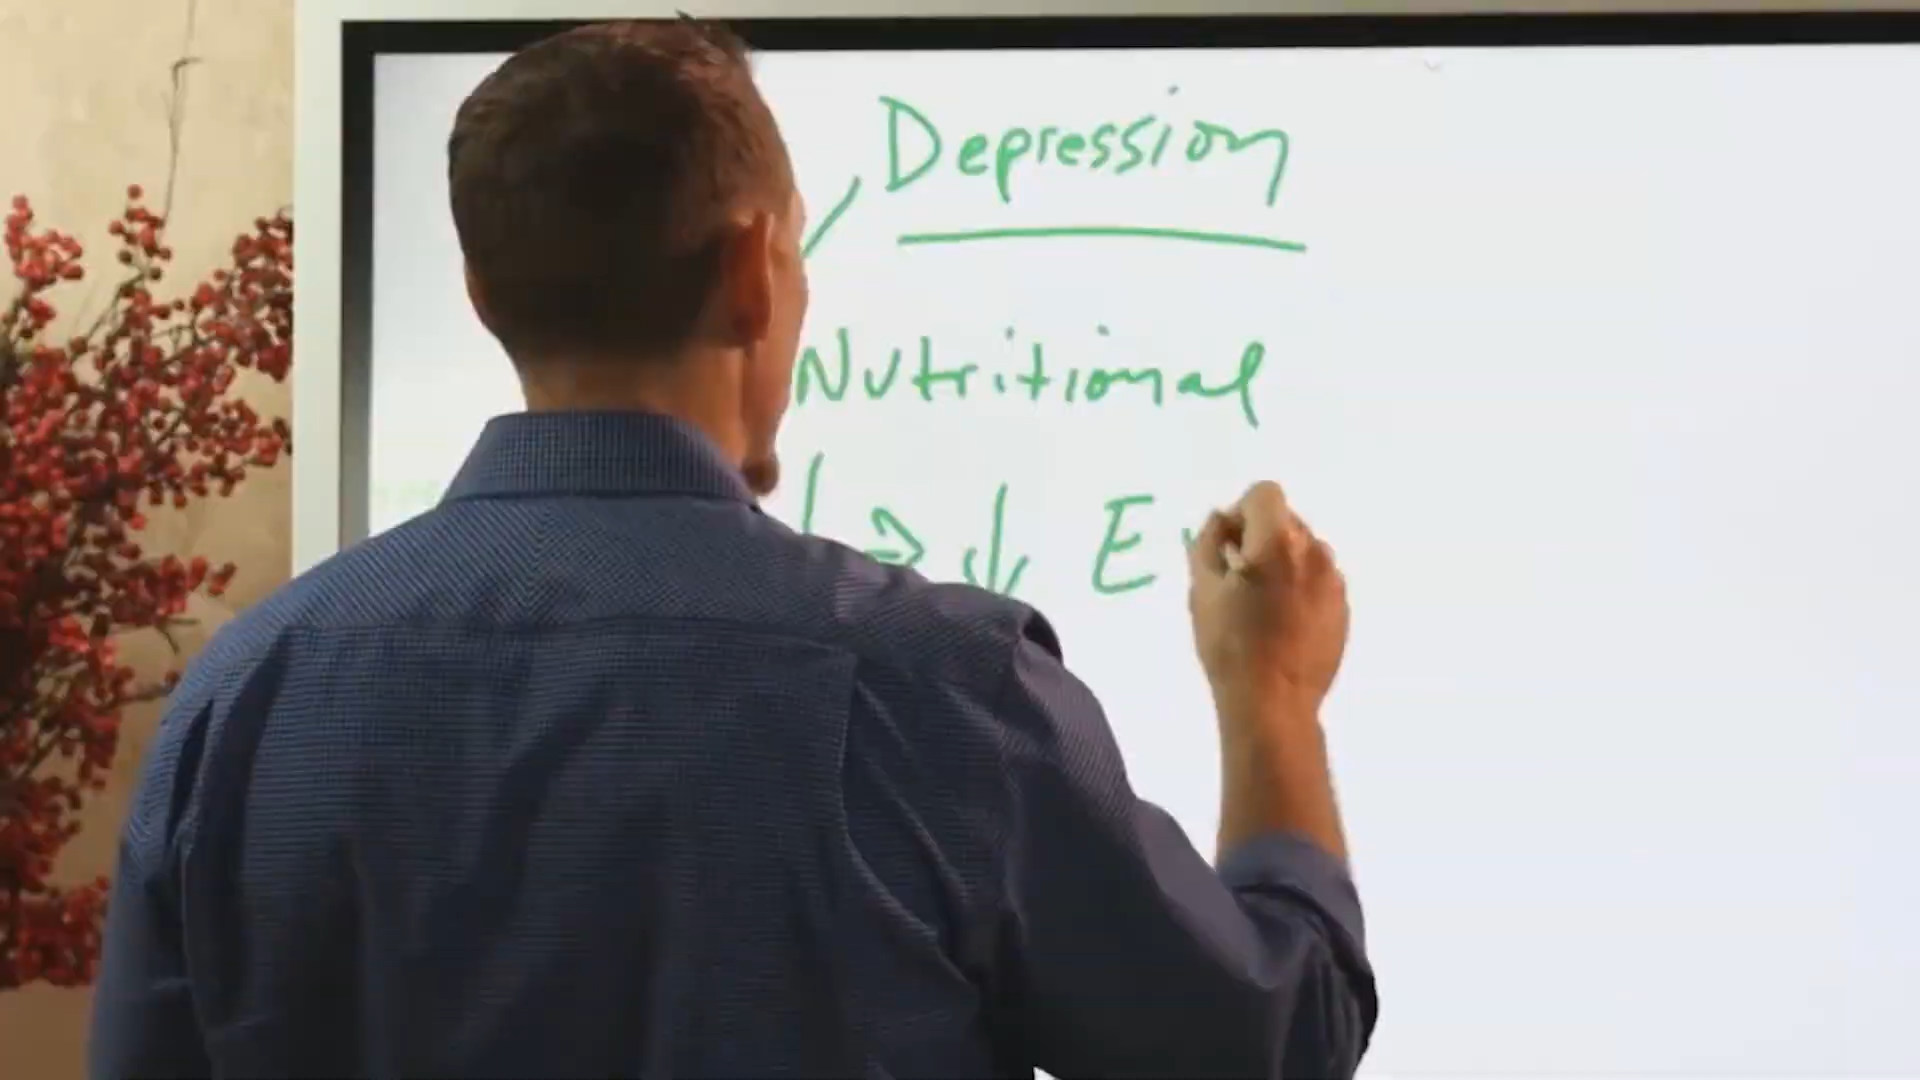 Depression
Nutritional
→ ↓ E